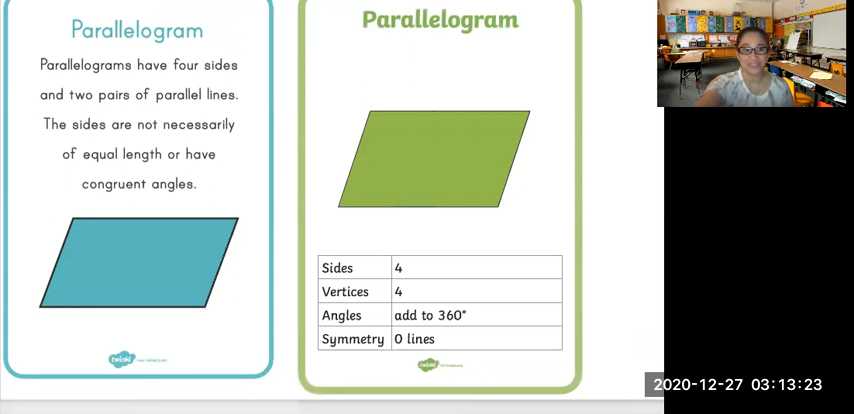 Parallelogram
Parallelograms have four sides
and two pairs of parallel lines.
The sides are not necessarily
of equal length or have
congruent angles.
twinkl
Parallelogram
Sides 4
Vertices 4
Angles add to 360°
Symmetry 0 lines
twinkl
2020-12-27 03:13:23